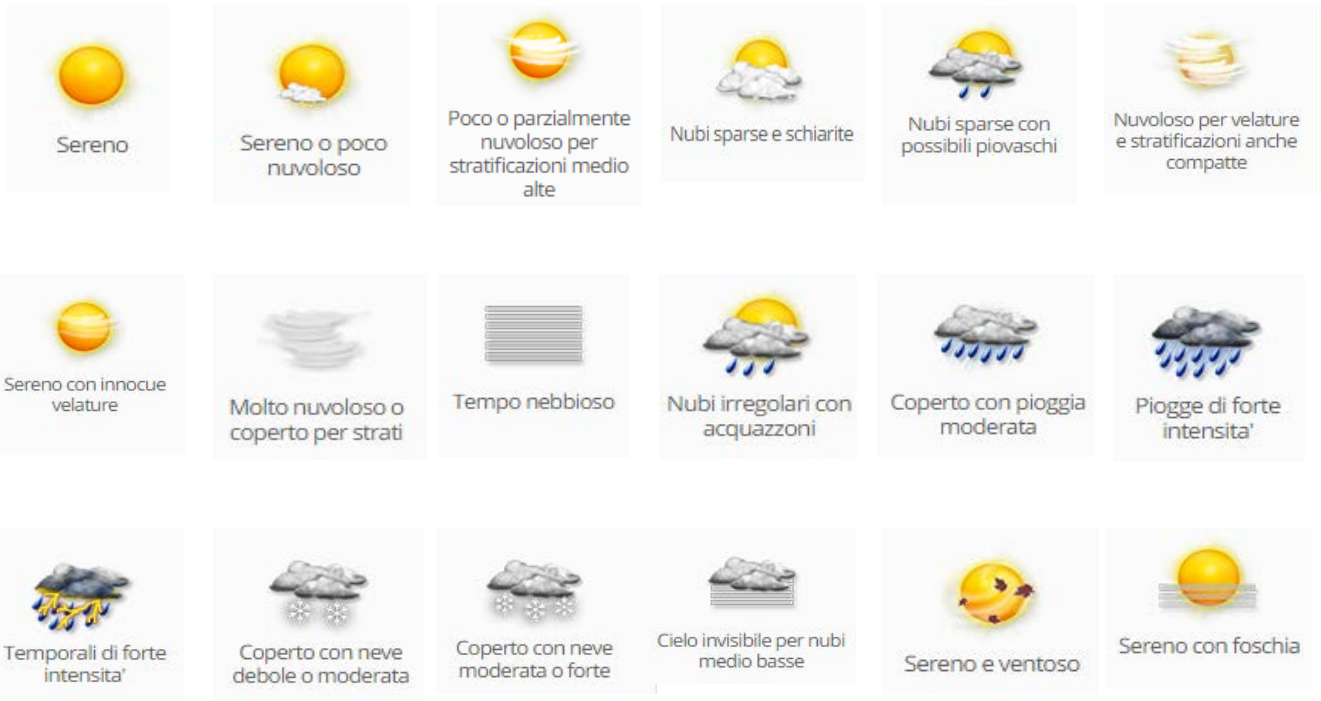 Sereno
Sereno o poco
nuvoloso
Poco o parzialmente
nuvoloso per
stratificazioni medio
alte
Nubi sparse e schiarite
Nubi sparse con
possibili piovaschi
Nuvoloso per velature
e stratificazioni anche
compatte
Sereno con innocue
velature
Molto nuvoloso o
coperto per strati
Tempo nebbioso
Nubi irregolari con
acquazzoni
Coperto con pioggia
moderata
Piogge di forte
intensita'
Temporali di forte
intensita'
Coperto con neve
debole o moderata
Coperto con neve
moderata o forte
Cielo invisibile per nubi
medio basse
Sereno e ventoso
Sereno con foschia